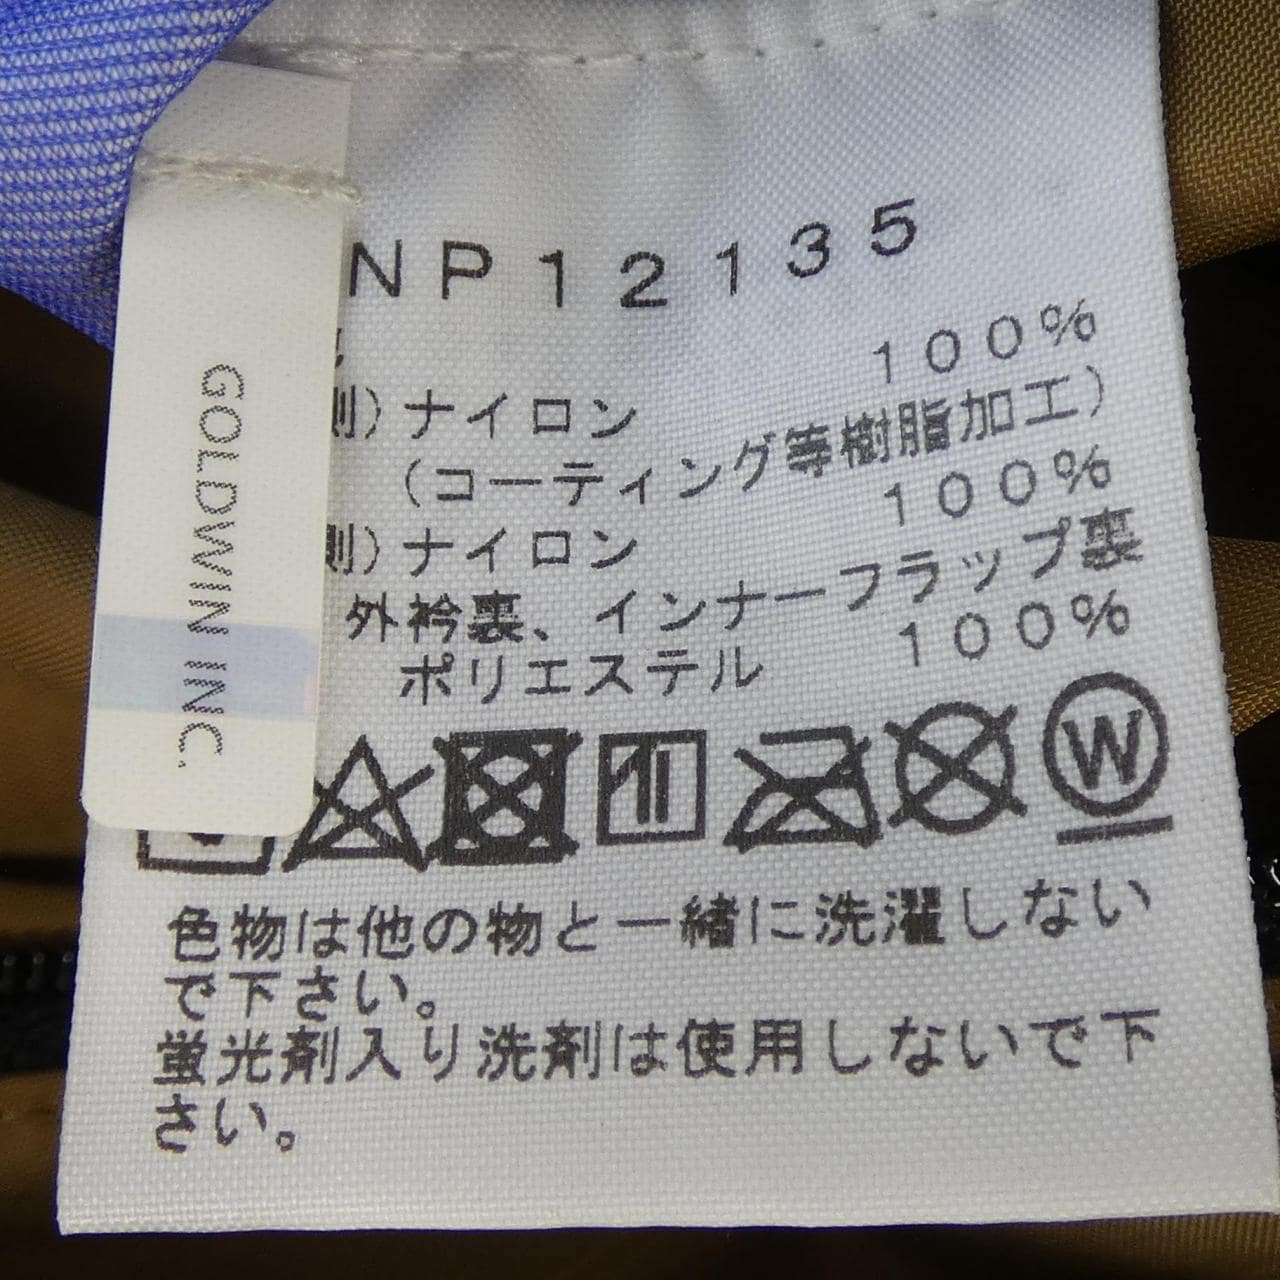 GOLDWIN INC.
NP12135
100%
則) ナイロン
(コーティング等樹脂加工)
100%
則) ナイロン
外衿裏、インナーフラップ裏
ポリエステル 100%
W
色物は他の物と一緒に洗濯しない
で下さい。
蛍光剤入り洗剤は使用しないで下
さい。